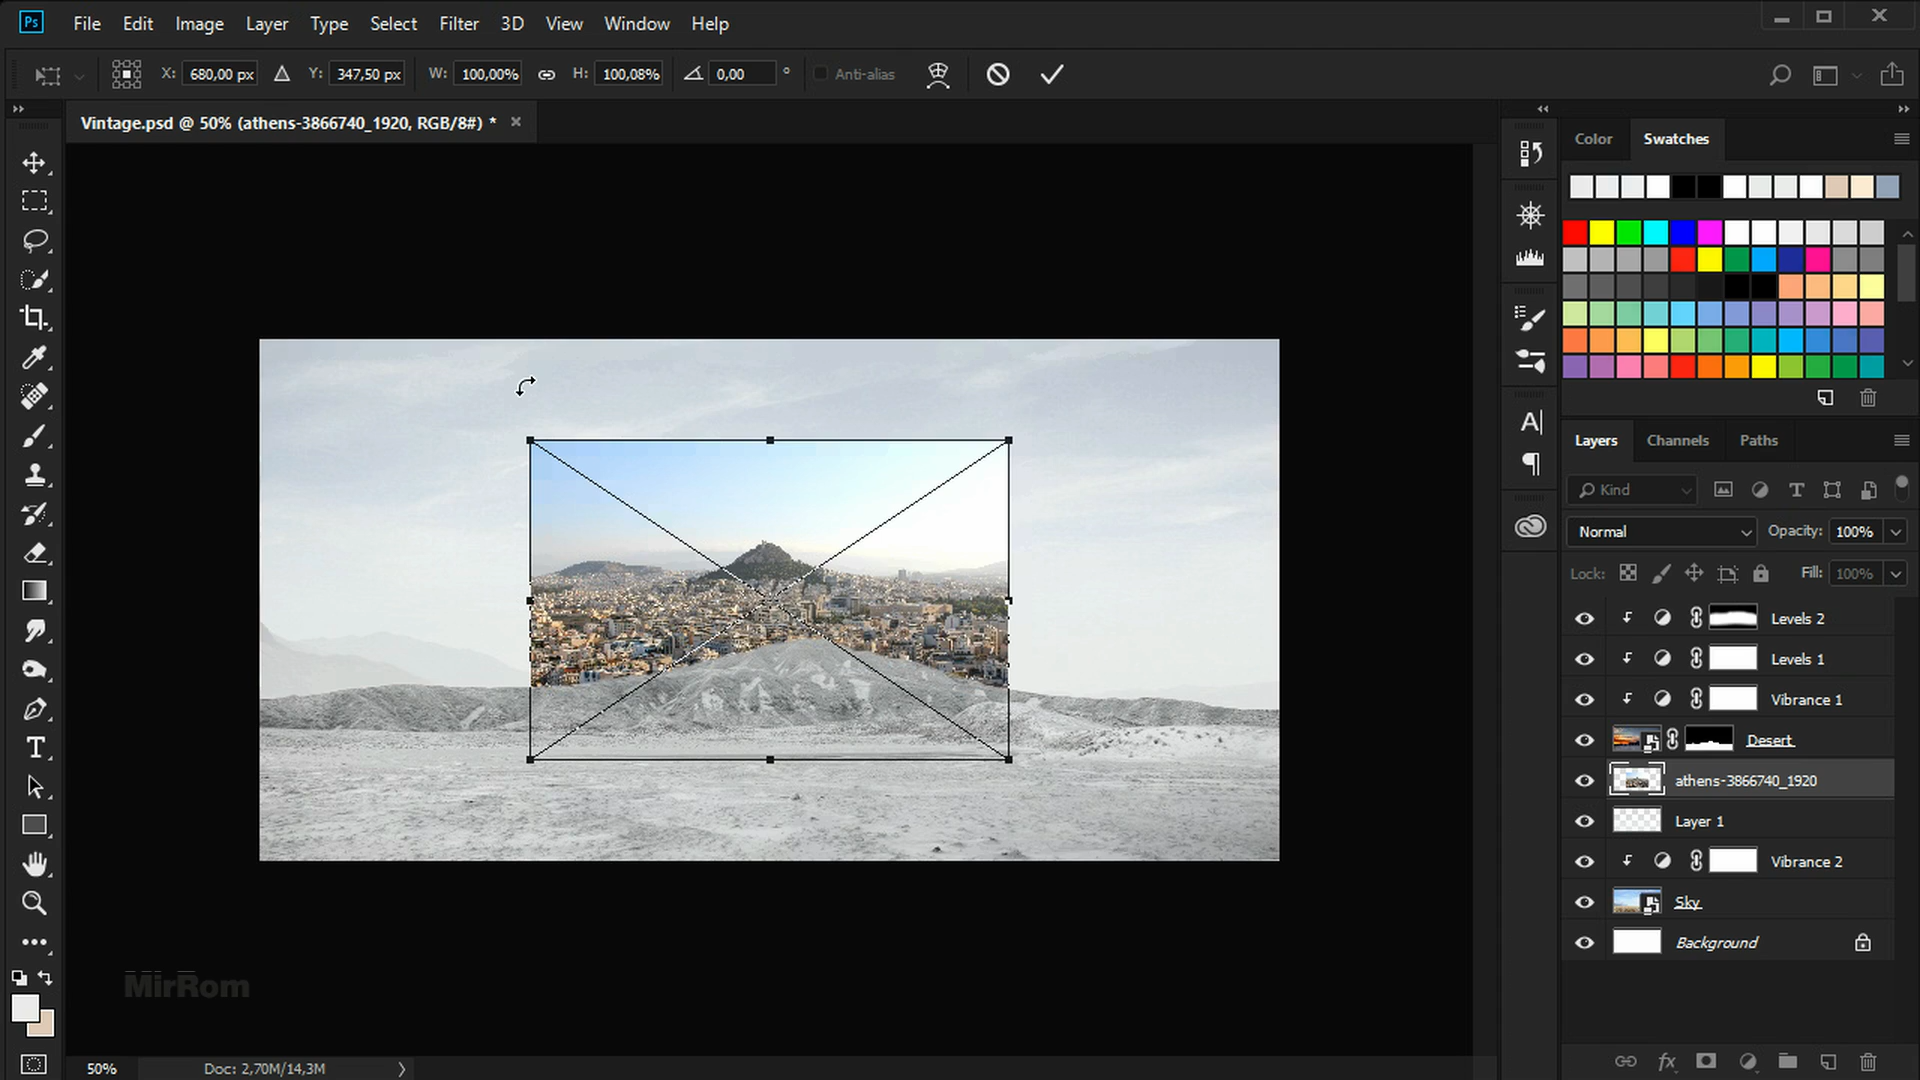 Ps File Edit Image Layer Type Select Filter 3D View Window Help
X: 680,00 px Y: 347,50 px W: 100,00% H: 100,08% 0,00 ° Anti-alias
Vintage.psd @ 50% (athens-3866740_1920, RGB/8#) *
Color Swatches
Layers Channels Paths
Kind
Normal Opacity: 100%
Lock: Fill: 100%
Levels 2
Levels 1
Vibrance 1
Desert
athens-3866740_1920
Layer 1
Vibrance 2
Sky
Background
MirRom
50% Doc: 2,70M/14,3M